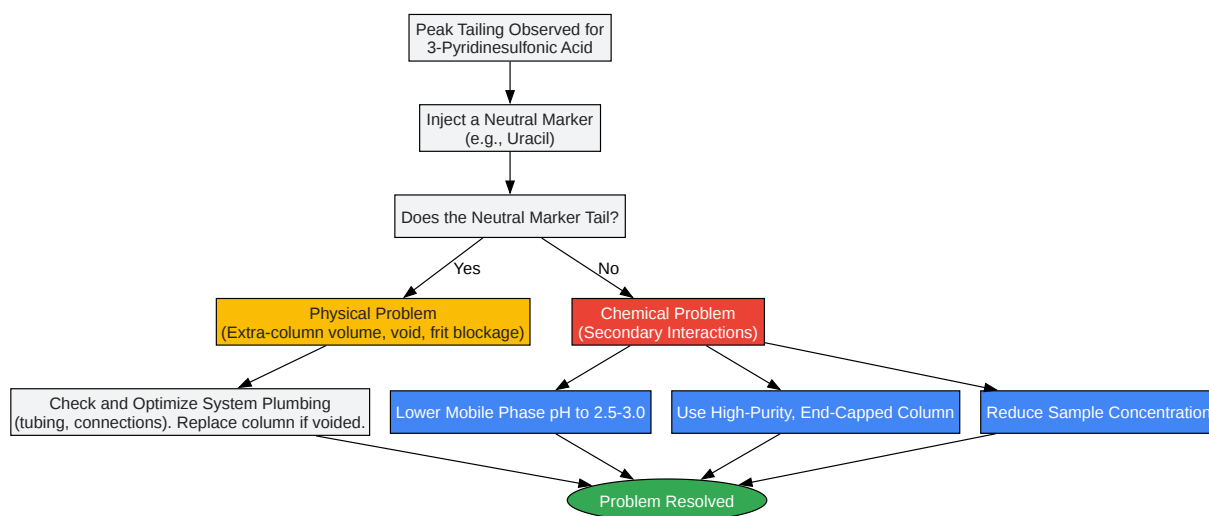 Peak Tailing Observed for
3-Pyridinesulfonic Acid
Inject a Neutral Marker
(e.g., Uracil)
Does the Neutral Marker Tail?
Yes
No
Physical Problem
(Extra-column volume, void, frit blockage)
Chemical Problem
(Secondary Interactions)
Check and Optimize System Plumbing
(tubing, connections). Replace column if voided.
Lower Mobile Phase pH to 2.5-3.0
Use High-Purity, End-Capped Column
Reduce Sample Concentration
Problem Resolved